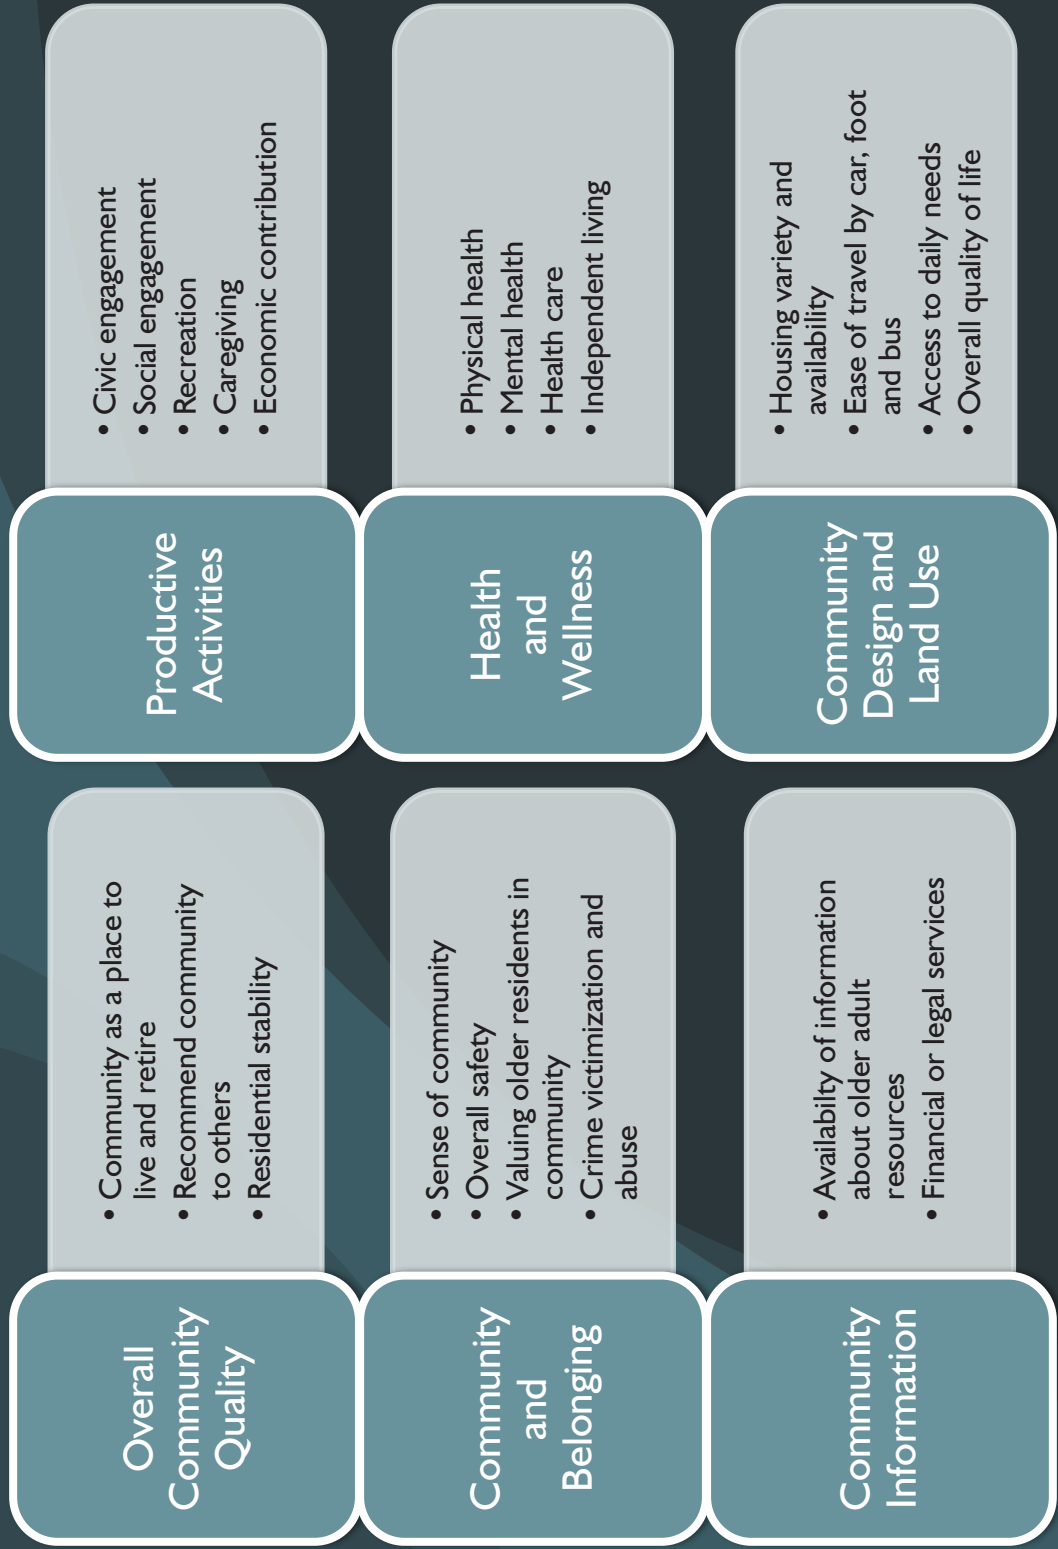 Overall
Community
Quality
• Community as a place to
live and retire
• Recommend community
to others
• Residential stability
Community
and
Belonging
• Sense of community
• Overall safety
• Valuing older residents in
community
• Crime victimization and
abuse
Community
Information
• Availabilty of information
about older adult
resources
• Financial or legal services
Productive
Activities
• Civic engagement
• Social engagement
• Recreation
• Caregiving
• Economic contribution
Health
and
Wellness
• Physical health
• Mental health
• Health care
• Independent living
Community
Design and
Land Use
• Housing variety and
availability
• Ease of travel by car, foot
and bus
• Access to daily needs
• Overall quality of life